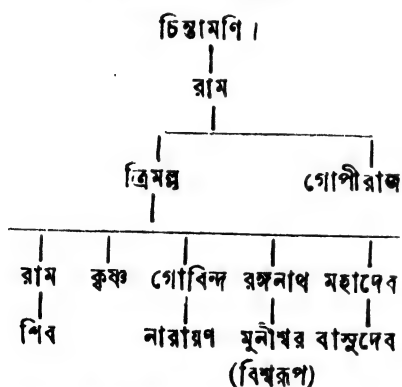 চিন্তামণি ।
রাম
ত্রিমল্ল গোপীরাজ
রাম কৃষ্ণ গোবিন্দ রঙ্গনাথ মহাদেব
শিব নারায়ণ মুনীশ্বর বাসুদেব
(বিশ্বরূপ)